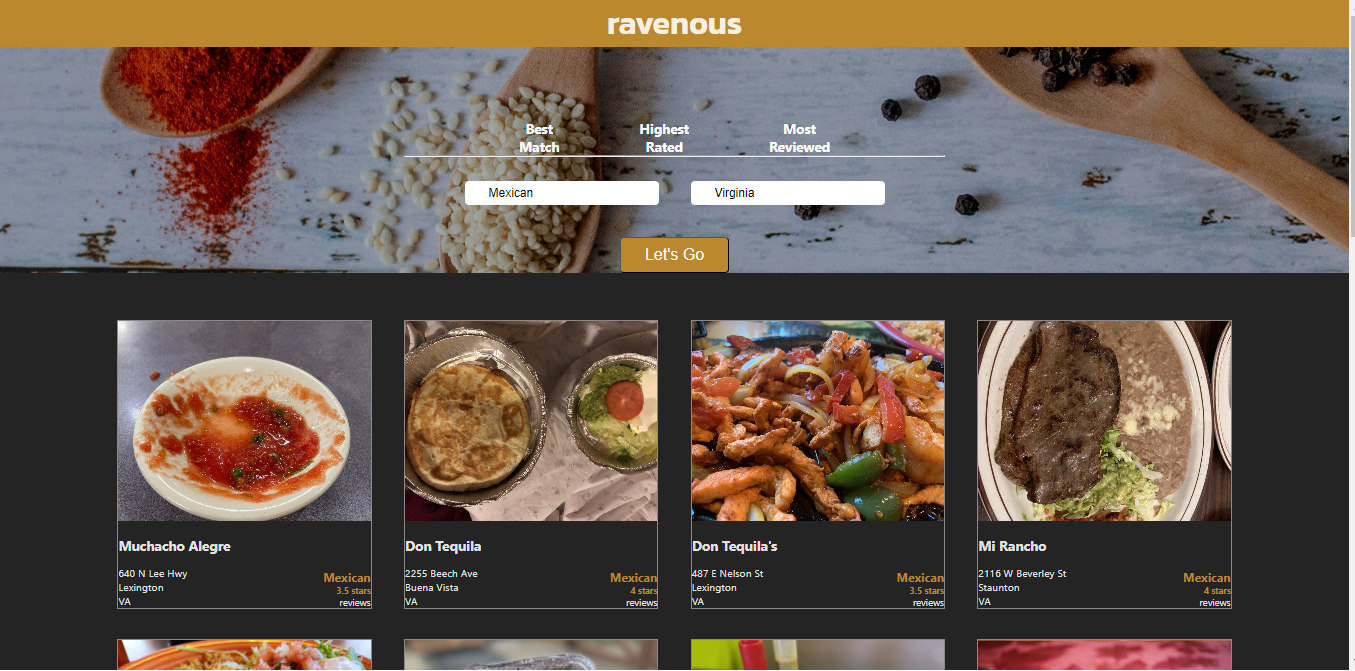 ravenous
Best
Match
Highest
Rated
Most
Reviewed
Mexican
Virginia
Let's Go
Muchacho Alegre
640 N Lee Hwy
Lexington
VA
Mexican
3.5 stars
reviews
Don Tequila
2255 Beech Ave
Buena Vista
VA
Mexican
4 stars
reviews
Don Tequila's
487 E Nelson St
Lexington
VA
Mexican
3.5 stars
reviews
Mi Rancho
2116 W Beverley St
Staunton
VA
Mexican
4 stars
reviews